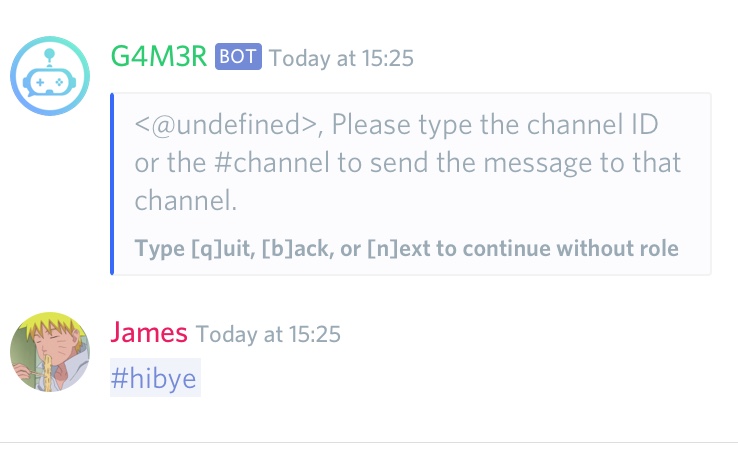 G4M3R BOT Today at 15:25
<@undefined>, Please type the channel ID
or the #channel to send the message to that
channel.
Type [q]uit, [b]ack, or [n]ext to continue without role
James Today at 15:25
#hibye